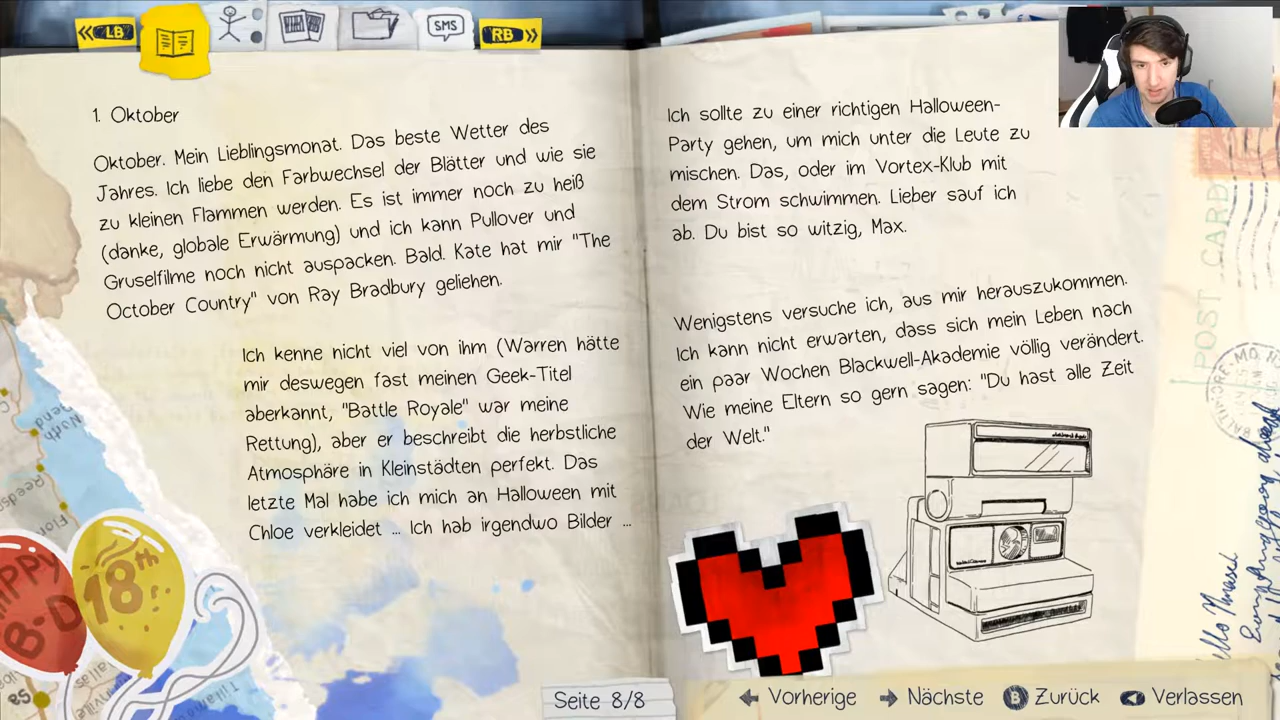 LB
SMS
RB
1. Oktober
Oktober. Mein Lieblingsmonat. Das beste Wetter des
Jahres. Ich liebe den Farbwechsel der Blätter und wie sie
zu kleinen Flammen werden. Es ist immer noch zu heiß
(danke, globale Erwärmung) und ich kann Pullover und
Gruselfilme noch nicht auspacken. Bald. Kate hat mir "The
October Country" von Ray Bradbury geliehen.
Ich kenne nicht viel von ihm (Warren hätte
mir deswegen fast meinen Geek-Titel
aberkannt, "Battle Royale" war meine
Rettung), aber er beschreibt die herbstliche
Atmosphäre in Kleinstädten perfekt. Das
letzte Mal habe ich mich an Halloween mit
Chloe verkleidet ... Ich hab irgendwo Bilder ...
HAPPY
B-D
18th
Ich sollte zu einer richtigen Halloween-
Party gehen, um mich unter die Leute zu
mischen. Das, oder im Vortex-Klub mit
dem Strom schwimmen. Lieber sauf ich
ab. Du bist so witzig, Max.
Wenigstens versuche ich, aus mir herauszukommen.
Ich kann nicht erwarten, dass sich mein Leben nach
ein paar Wochen Blackwell-Akademie völlig verändert.
Wie meine Eltern so gern sagen: "Du hast alle Zeit
der Welt."
POST CARD
Seite 8/8
Vorherige
Nächste
B Zurück
Verlassen